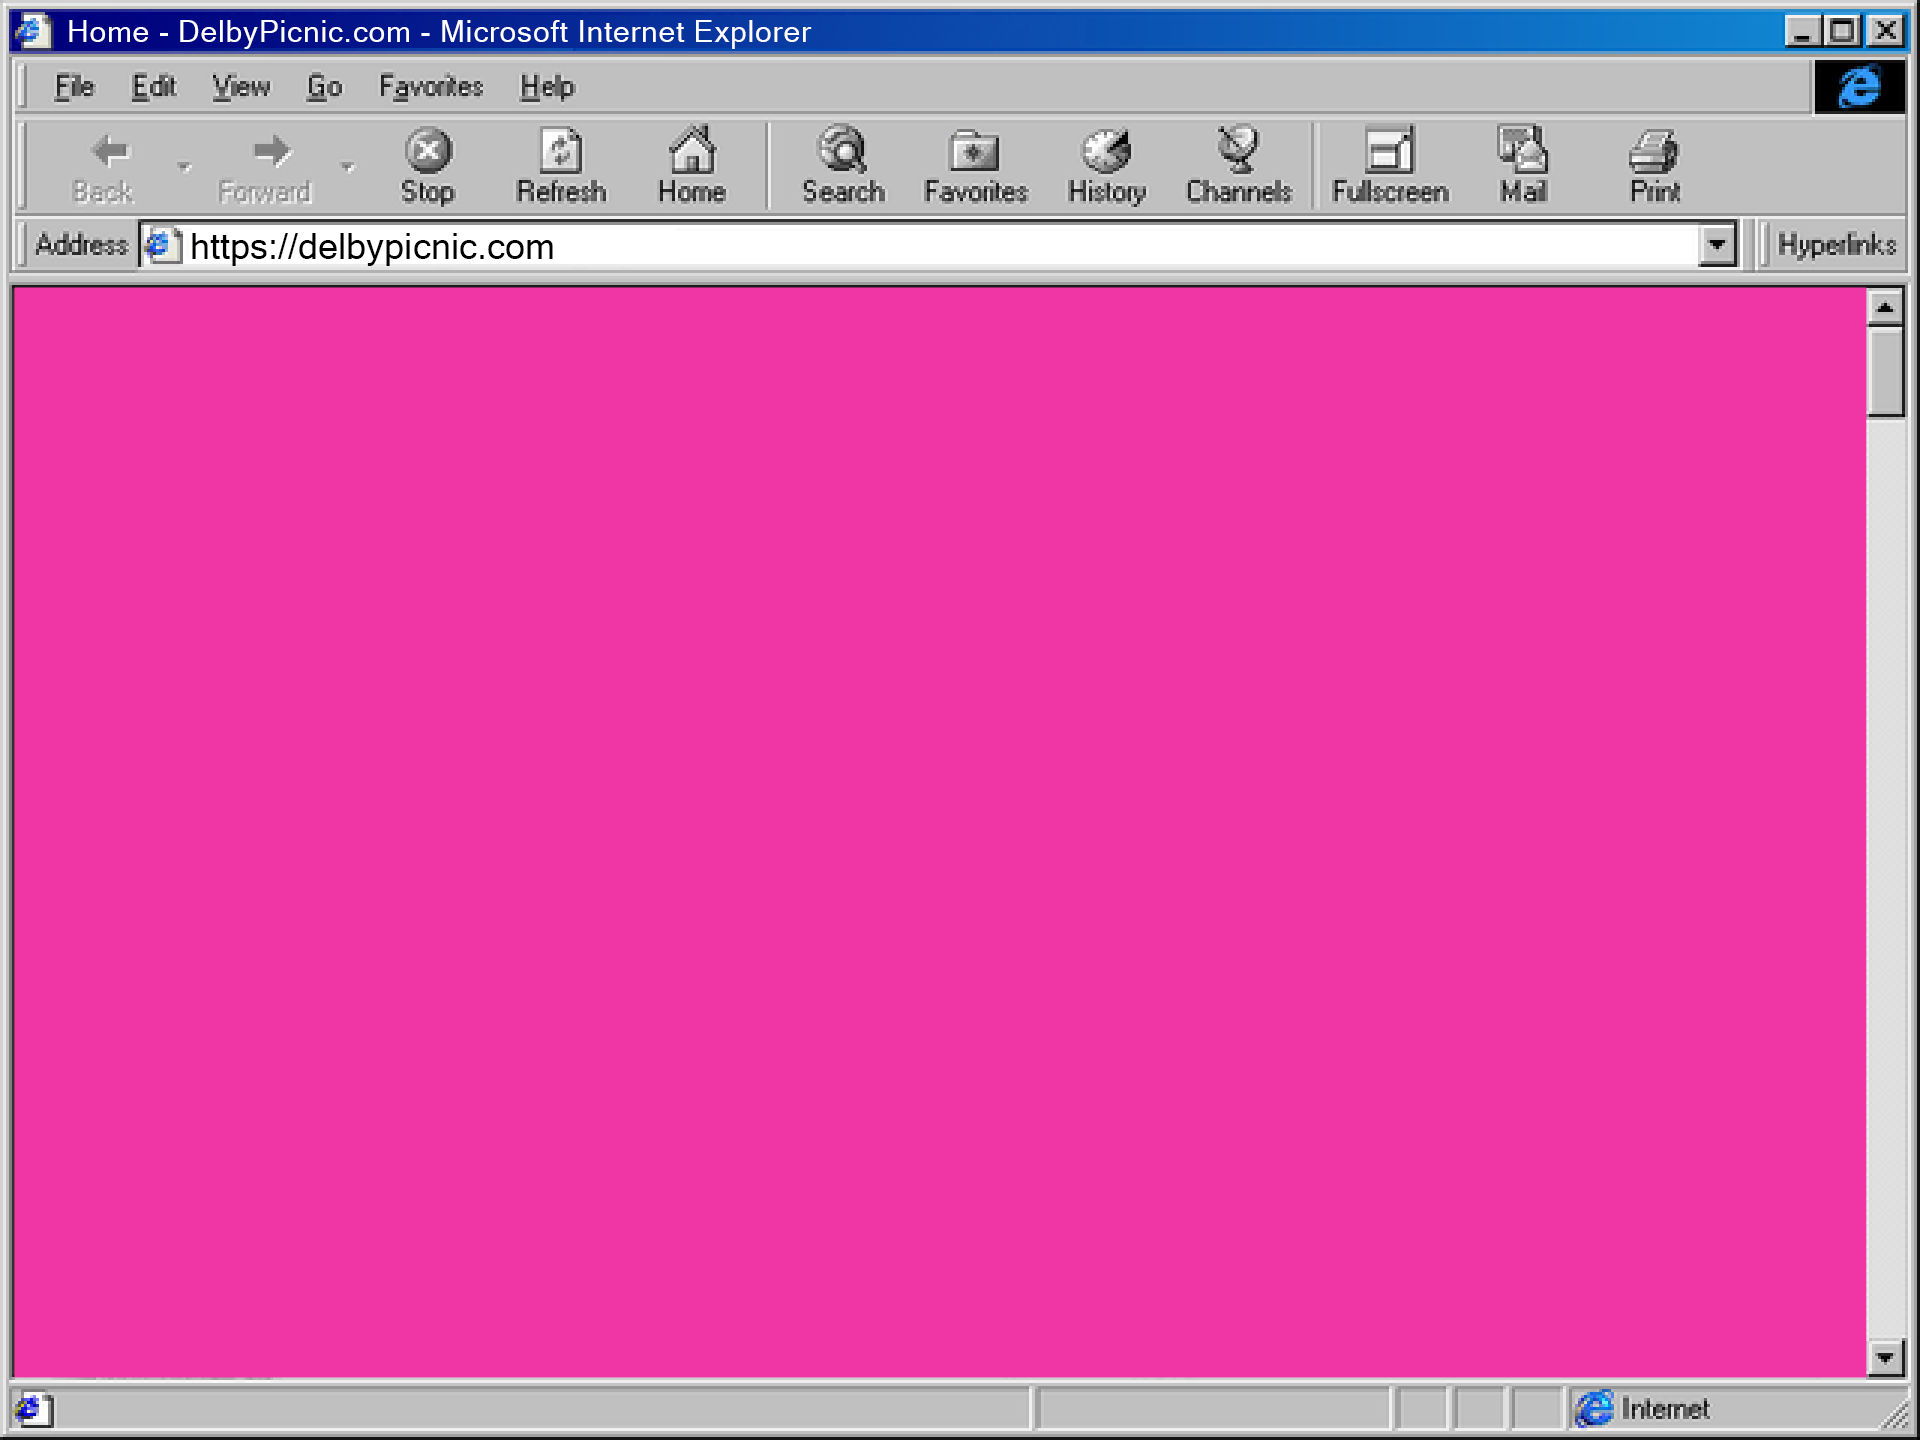 Home - DelbyPicnic.com - Microsoft Internet Explorer
File Edit View Go Favorites Help
Back Forward Stop Refresh Home Search Favorites History Channels Fullscreen Mail Print
Address https://delbypicnic.com Hyperlinks
Internet